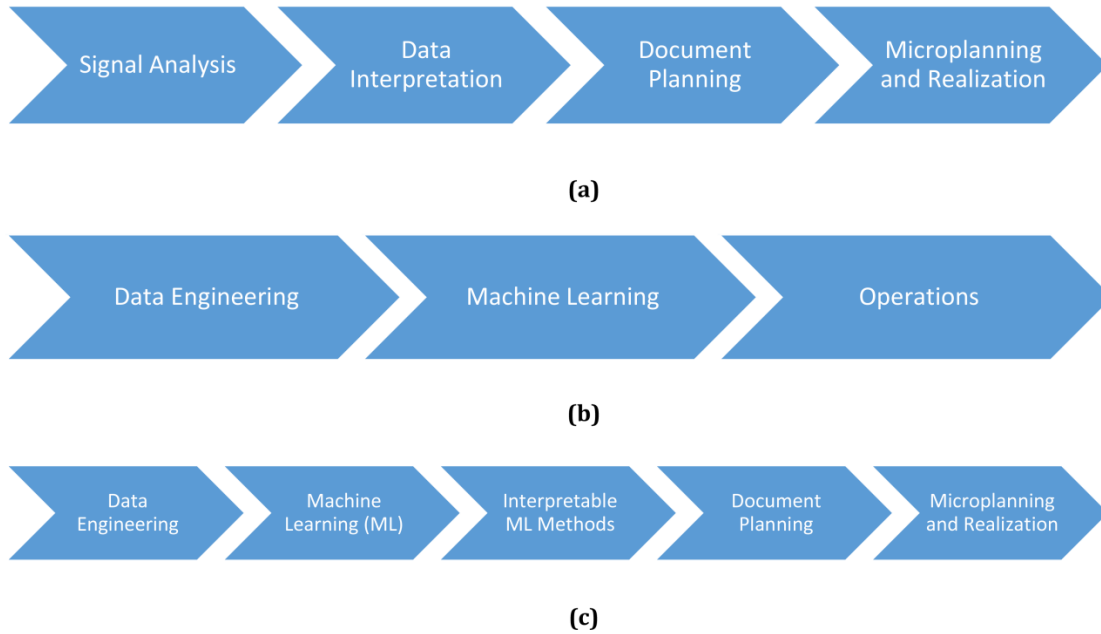 Signal Analysis
Data
Interpretation
Document
Planning
Microplanning
and Realization
(a)
Data Engineering
Machine Learning
Operations
(b)
Data
Engineering
Machine
Learning (ML)
Interpretable
ML Methods
Document
Planning
Microplanning
and Realization
(c)